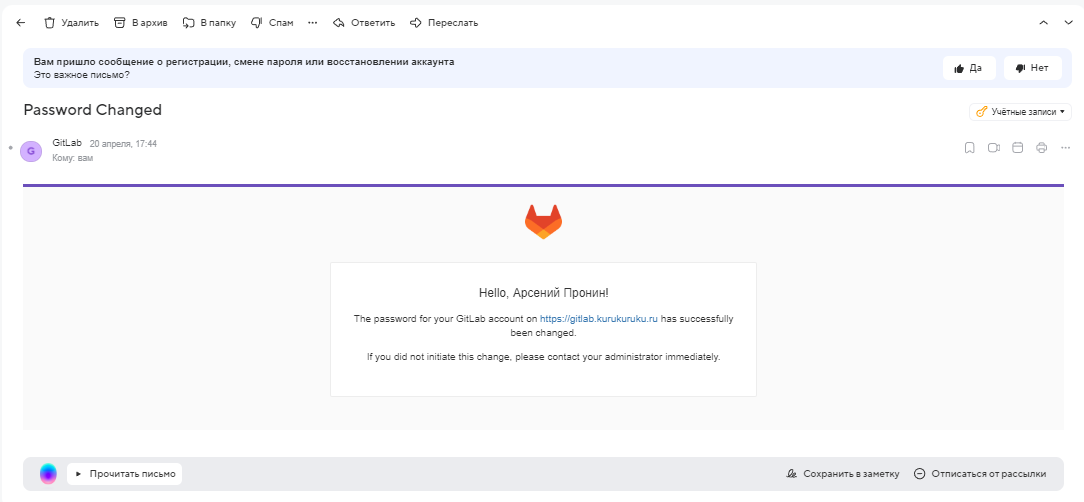 Удалить В архив В папку Спам Ответить Переслать
Вам пришло сообщение о регистрации, смене пароля или восстановлении аккаунта
Это важное письмо?
Да Нет
Password Changed
Учётные записи
G
GitLab 20 апреля, 17:44
Кому: вам
Hello, Арсений Пронин!
The password for your GitLab account on https://gitlab.kurukuruku.ru has successfully
been changed.
If you did not initiate this change, please contact your administrator immediately.
Прочитать письмо Сохранить в заметку Отписаться от рассылки